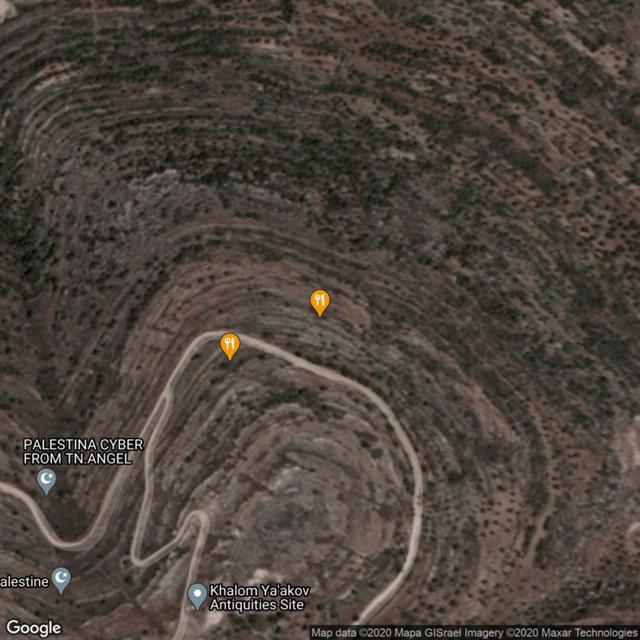 PALESTINA CYBER
FROM TN.ANGEL
alestine
Khalom Ya'akov
Antiquities Site
Google
Map data ©2020 Mapa GISrael Imagery ©2020 Maxar Technologies